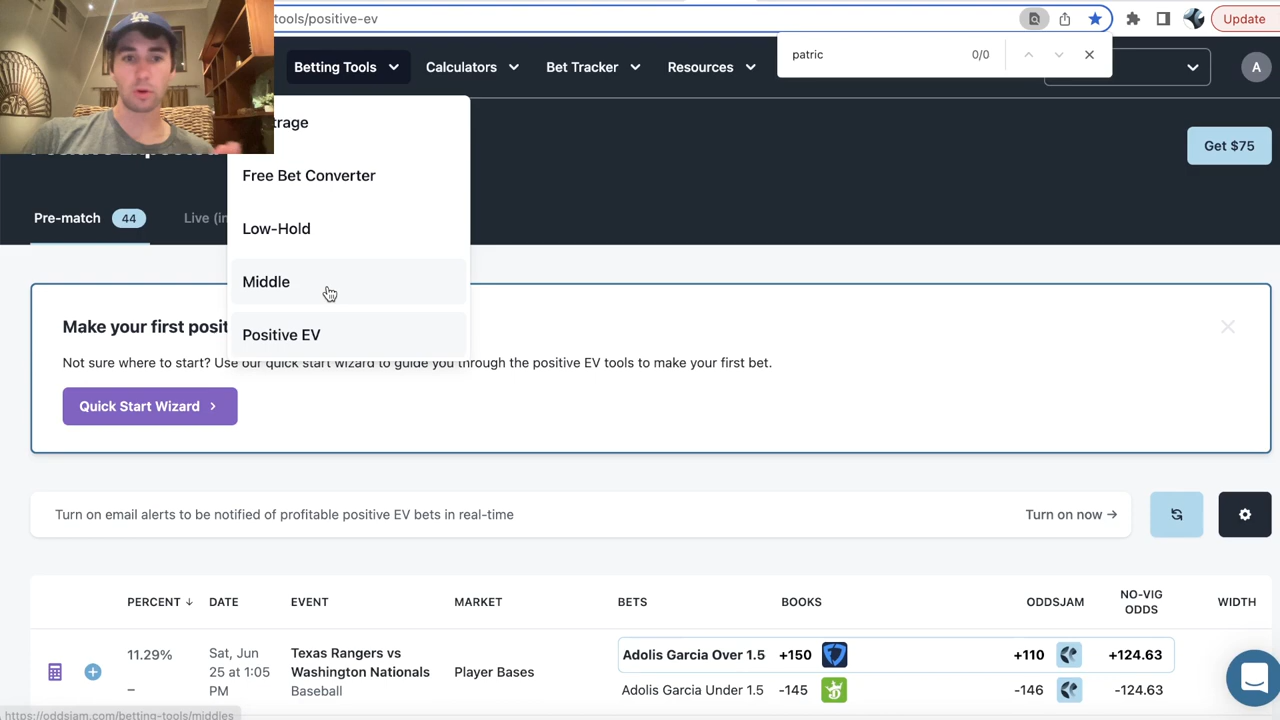 tools/positive-ev
Update
patric
0/0
Betting Tools
Calculators
Bet Tracker
Resources
A
trage
Free Bet Converter
Low-Hold
Middle
Positive EV
Get $75
Pre-match 44
Live (in
Make your first posit
Not sure where to start? Use our quick start wizard to guide you through the positive EV tools to make your first bet.
Quick Start Wizard >
Turn on email alerts to be notified of profitable positive EV bets in real-time
Turn on now →
PERCENT ↓ DATE EVENT MARKET BETS BOOKS ODDSJAM NO-VIG ODDS WIDTH
11.29%
–
Sat, Jun
25 at 1:05
PM
Texas Rangers vs
Washington Nationals
Baseball
Player Bases
Adolis Garcia Over 1.5 +150 +110 +124.63
Adolis Garcia Under 1.5 -145 -146 -124.63
https://oddsjam.com/betting-tools/middles